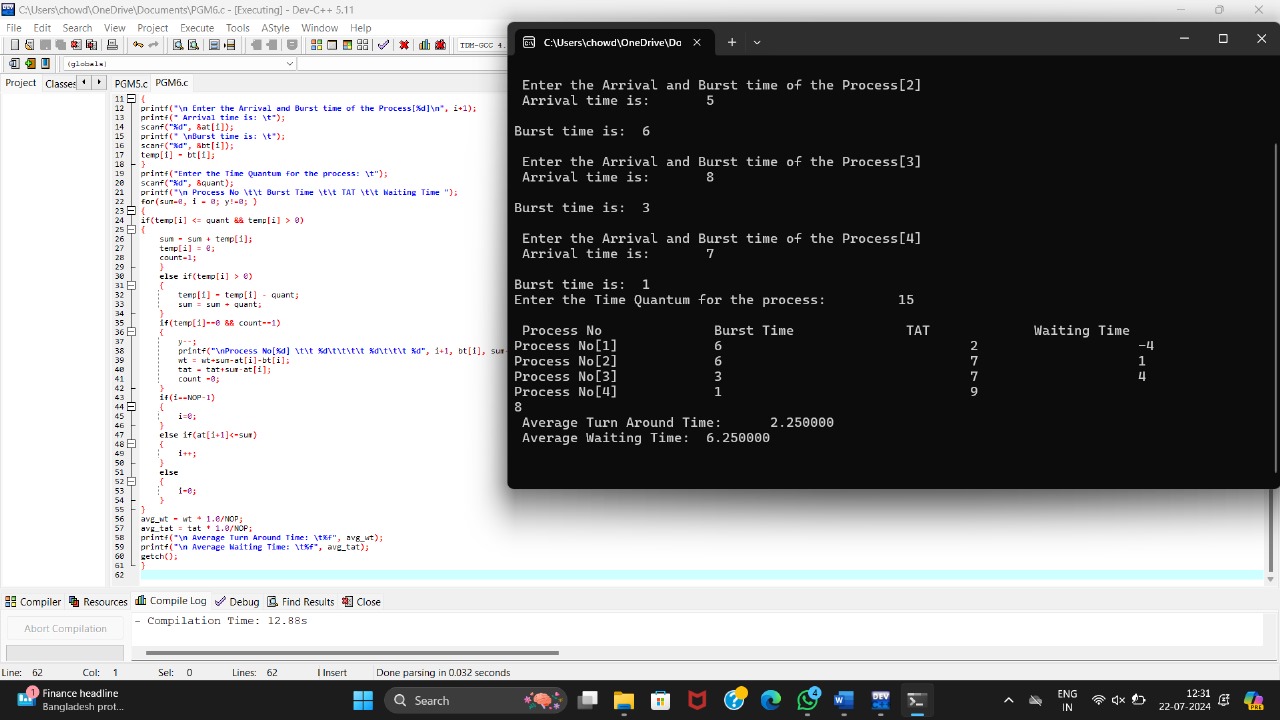 C:\Users\chowd\OneDrive\Documents\PGM6.c - [Executing] - Dev-C++ 5.11
File Edit Search View Project Execute Tools AStyle Window Help
TDM-GCC 4.
(globals)
Project Classes PGM5.c PGM6.c
11 {
12 printf("\n Enter the Arrival and Burst time of the Process[%d]\n", i+1);
13 printf(" Arrival time is: \t");
14 scanf("%d", &at[i]);
15 printf(" \nBurst time is: \t");
16 scanf("%d", &bt[i]);
17 temp[i] = bt[i];
18 }
19 printf("Enter the Time Quantum for the process: \t");
20 scanf("%d", &quant);
21 printf("\n Process No \t\t Burst Time \t\t TAT \t\t Waiting Time ");
22 for(sum=0, i = 0; y!=0; )
23 {
24 if(temp[i] <= quant && temp[i] > 0)
25 {
26 sum = sum + temp[i];
27 temp[i] = 0;
28 count=1;
29 }
30 else if(temp[i] > 0)
31 {
32 temp[i] = temp[i] - quant;
33 sum = sum + quant;
34 }
35 if(temp[i]==0 && count==1)
36 {
37 y--;
38 printf("\nProcess No[%d] \t\t %d\t\t\t\t %d\t\t\t %d", i+1, bt[i], sum
39 wt = wt+sum-at[i]-bt[i];
40 tat = tat+sum-at[i];
41 count =0;
42 }
43 if(i==NOP-1)
44 {
45 i=0;
46 }
47 else if(at[i+1]<=sum)
48 {
49 i++;
50 }
51 else
52 {
53 i=0;
54 }
55 }
56 avg_wt = wt * 1.0/NOP;
57 avg_tat = tat * 1.0/NOP;
58 printf("\n Average Turn Around Time: \t%f", avg_wt);
59 printf("\n Average Waiting Time: \t%f", avg_tat);
60 getch();
61 }
62
C:\Users\chowd\OneDrive\Do
Enter the Arrival and Burst time of the Process[2]
Arrival time is: 5
Burst time is: 6
Enter the Arrival and Burst time of the Process[3]
Arrival time is: 8
Burst time is: 3
Enter the Arrival and Burst time of the Process[4]
Arrival time is: 7
Burst time is: 1
Enter the Time Quantum for the process: 15
Process No Burst Time TAT Waiting Time
Process No[1] 6 2 -4
Process No[2] 6 7 1
Process No[3] 3 7 4
Process No[4] 1 9
8
Average Turn Around Time: 2.250000
Average Waiting Time: 6.250000
Compiler Resources Compile Log Debug Find Results Close
Abort Compilation
- Compilation Time: 12.88s
Line: 62 Col: 1 Sel: 0 Lines: 62 Insert Done parsing in 0.032 seconds
1 Finance headline
Bangladesh prot...
Search
4
DEV
ENG
IN
12:31
22-07-2024
PRE